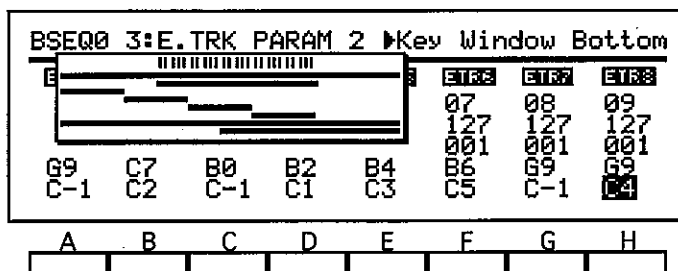 BSEQ0 3:E.TRK PARAM 2 ▶Key Window Bottom
ETR6 ETR7 ETR8
07 08 09
127 127 127
001 001 001
G9 C7 B0 B2 B4 B6 G9 G9
C-1 C2 C-1 C1 C3 C5 C-1 C4
A B C D E F G H